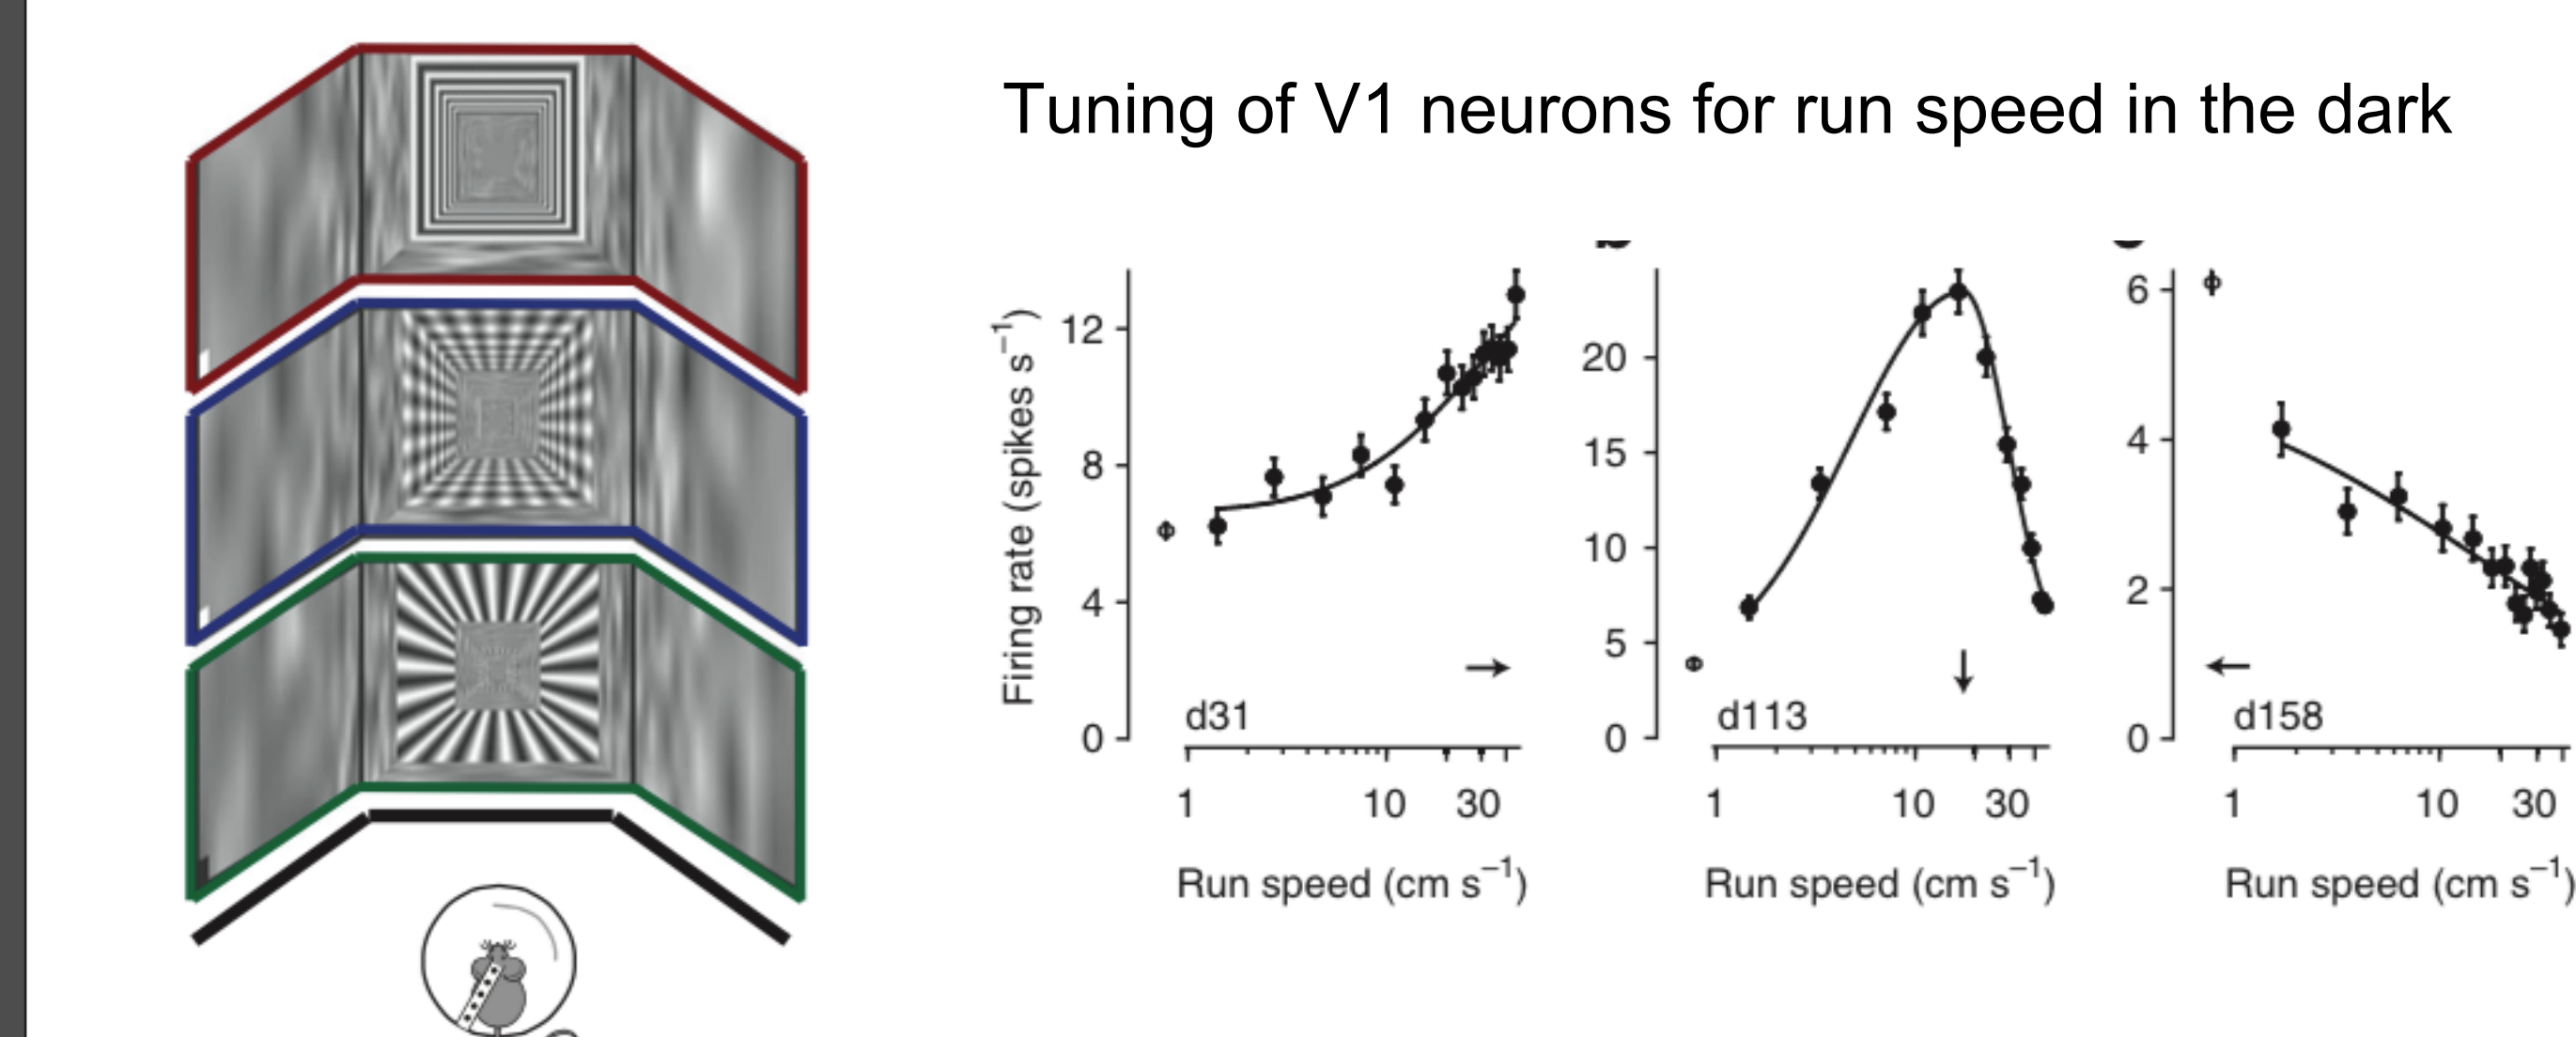 Tuning of V1 neurons for run speed in the dark
Firing rate (spikes s⁻¹)
12
8
4
0
d31
1 10 30
Run speed (cm s⁻¹)
20
15
10
5
0
d113
1 10 30
Run speed (cm s⁻¹)
6
4
2
0
d158
1 10 30
Run speed (cm s⁻¹)